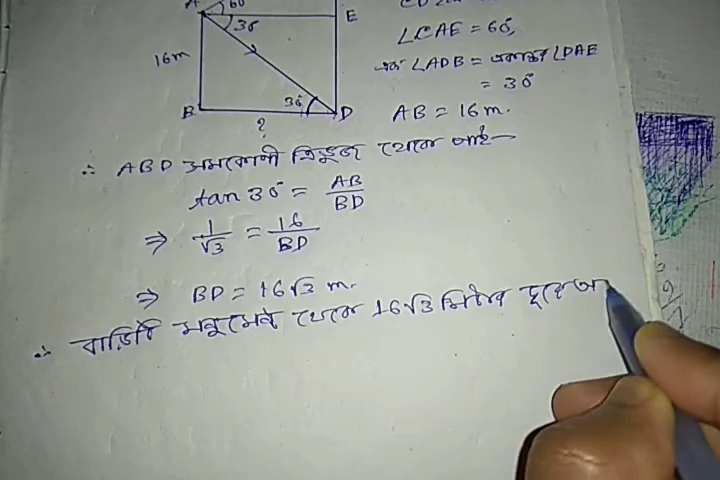 A 60 E
30°
16m
B 30° D
?
∠CAE = 60°,
এবং ∠ADB = একান্তর ∠DAE
= 30°
AB = 16 m.
∴ ABD সমকোণী ত্রিভুজ থেকে পাই—
tan 30° = AB/BD
⇒ 1/√3 = 16/BD
⇒ BD = 16√3 m.
∴ বাড়িটি মনুমেন্ট থেকে 16√3 মিটার দূরে অ